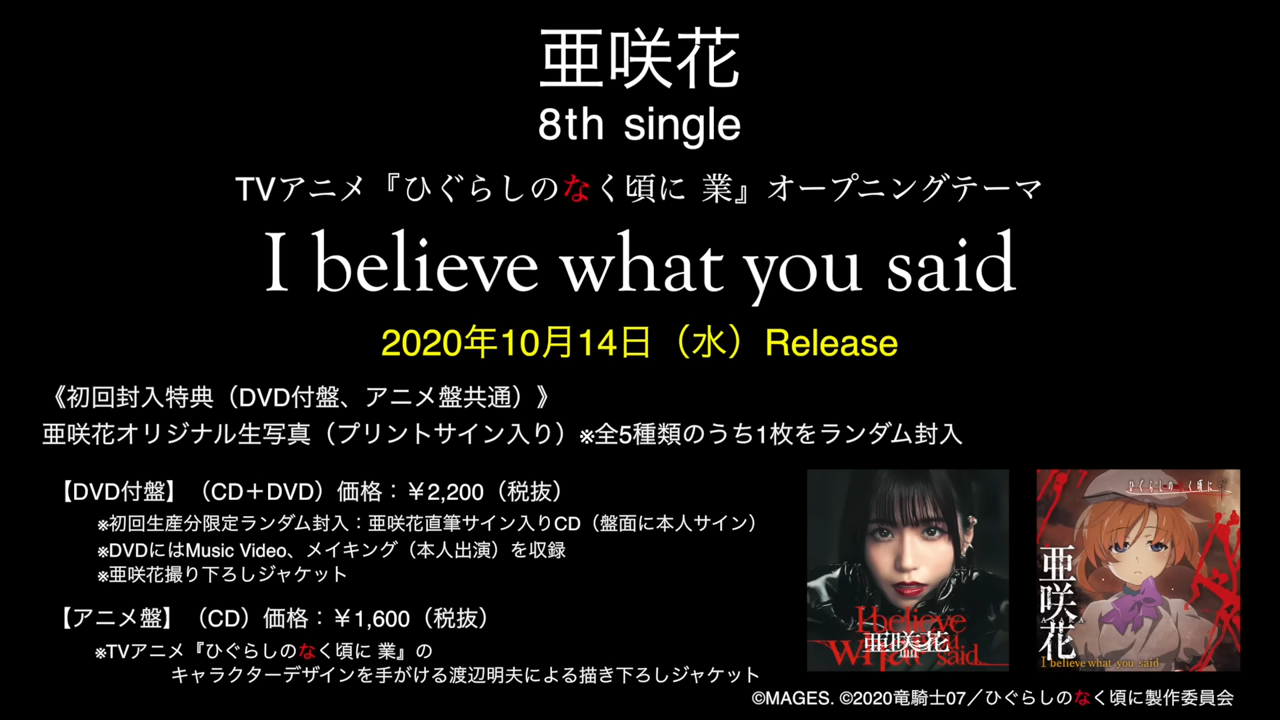 亜咲花
8th single
TVアニメ『ひぐらしのなく頃に 業』オープニングテーマ
I believe what you said
2020年10月14日（水）Release
《初回封入特典（DVD付盤、アニメ盤共通）》
亜咲花オリジナル生写真（プリントサイン入り）※全5種類のうち1枚をランダム封入
【DVD付盤】（CD＋DVD）価格：￥2,200（税抜）
※初回生産分限定ランダム封入：亜咲花直筆サイン入りCD（盤面に本人サイン）
※DVDにはMusic Video、メイキング（本人出演）を収録
※亜咲花撮り下ろしジャケット
【アニメ盤】（CD）価格：￥1,600（税抜）
※TVアニメ『ひぐらしのなく頃に 業』の
キャラクターデザインを手がける渡辺明夫による描き下ろしジャケット
I believe
what you said.
亜咲花
ひぐらしのなく頃に 業
亜咲花
I believe what you said
©MAGES. ©2020竜騎士07／ひぐらしのなく頃に製作委員会